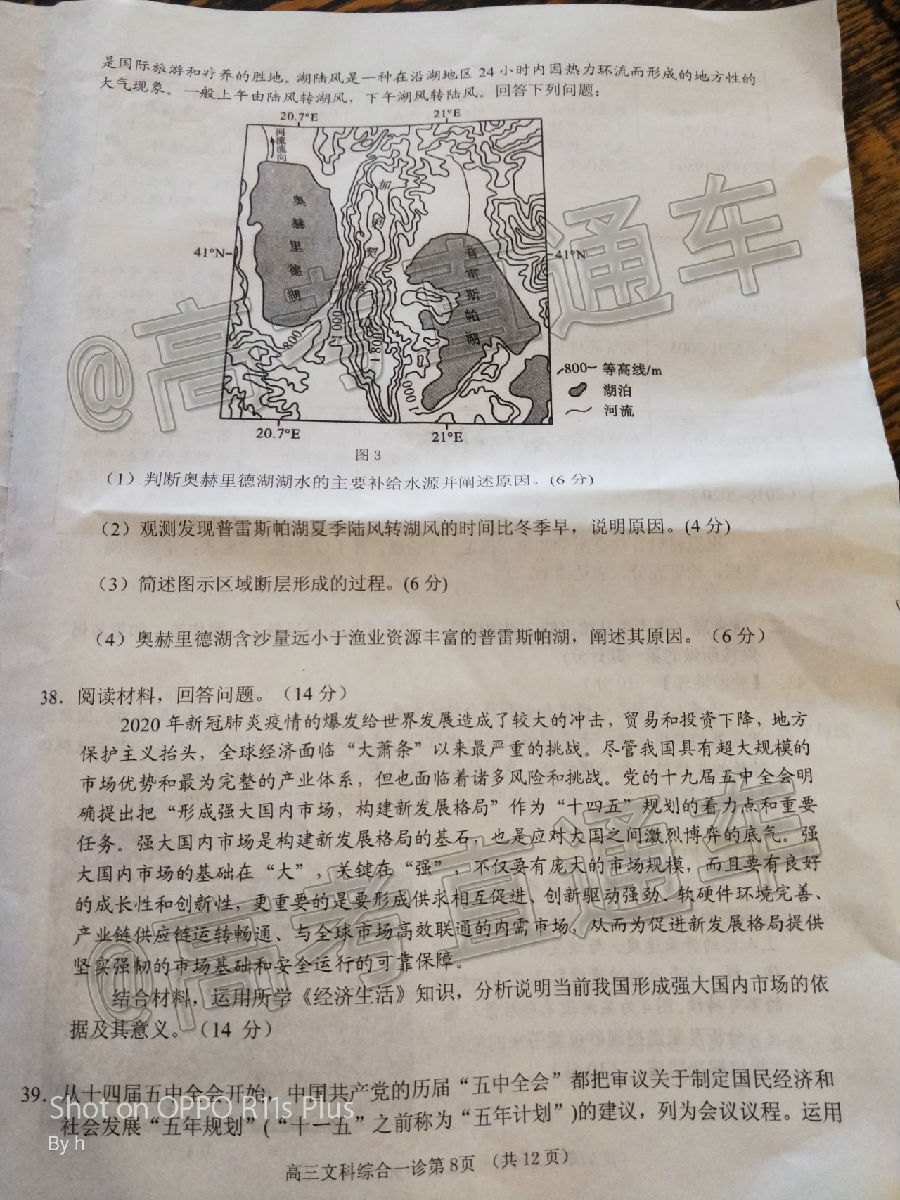 是国际旅游和疗养的胜地。湖陆风是一种在沿湖地区24小时内因热力环流而形成的地方性的
大气现象。一般上午由陆风转湖风，下午湖风转陆风。回答下列问题：
20.7°E
21°E
河流流向
奥赫里德湖
加
契
普雷斯帕湖
41°N
41°N
800
1001
1800
1001
800 等高线/m
湖泊
河流
20.7°E
21°E
图3
（1）判断奥赫里德湖湖水的主要补给水源并阐述原因。(6分)
（2）观测发现普雷斯帕湖夏季陆风转湖风的时间比冬季早，说明原因。(4分)
（3）简述图示区域断层形成的过程。(6分)
（4）奥赫里德湖含沙量远小于渔业资源丰富的普雷斯帕湖，阐述其原因。（6分）
38. 阅读材料，回答问题。（14分）
2020年新冠肺炎疫情的爆发给世界发展造成了较大的冲击，贸易和投资下降，地方
保护主义抬头，全球经济面临“大萧条”以来最严重的挑战。尽管我国具有超大规模的
市场优势和最为完整的产业体系，但也面临着诸多风险和挑战。党的十九届五中全会明
确提出把“形成强大国内市场，构建新发展格局”作为“十四五”规划的着力点和重要
任务。强大国内市场是构建新发展格局的基石，也是应对大国之间激烈博弈的底气。强
大国内市场的基础在“大”，关键在“强”，不仅要有庞大的市场规模，而且要有良好
的成长性和创新性，更重要的是要形成供求相互促进、创新驱动强劲、软硬件环境完善、
产业链供应链运转畅通、与全球市场高效联通的内需市场，从而为促进新发展格局提供
坚实强韧的市场基础和安全运行的可靠保障。
结合材料，运用所学《经济生活》知识，分析说明当前我国形成强大国内市场的依
据及其意义。（14 分）
39. 从十四届五中全会开始，中国共产党的历届“五中全会”都把审议关于制定国民经济和
社会发展“五年规划”(“十一五”之前称为“五年计划”)的建议，列为会议议程。运用
高三文科综合一诊第8页 （共12页）
@高考直通车
@高考直通车
Shot on OPPO R11s Plus
By h